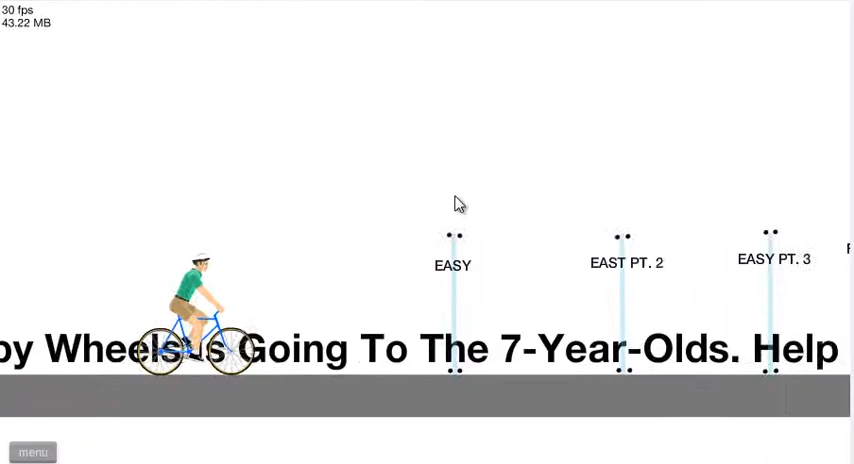 30 fps
43.22 MB
EASY
EAST PT. 2
EASY PT. 3
Wheels Is Going To The 7-Year-Olds. Help
menu